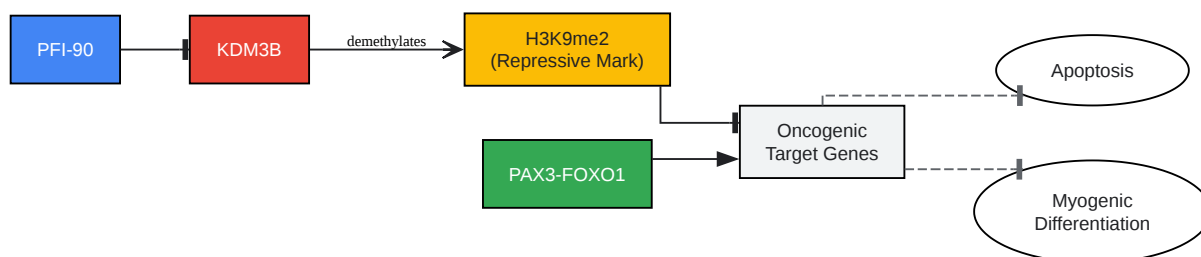 PFI-90
KDM3B
demethylates
H3K9me2
(Repressive Mark)
PAX3-FOXO1
Oncogenic
Target Genes
Apoptosis
Myogenic
Differentiation